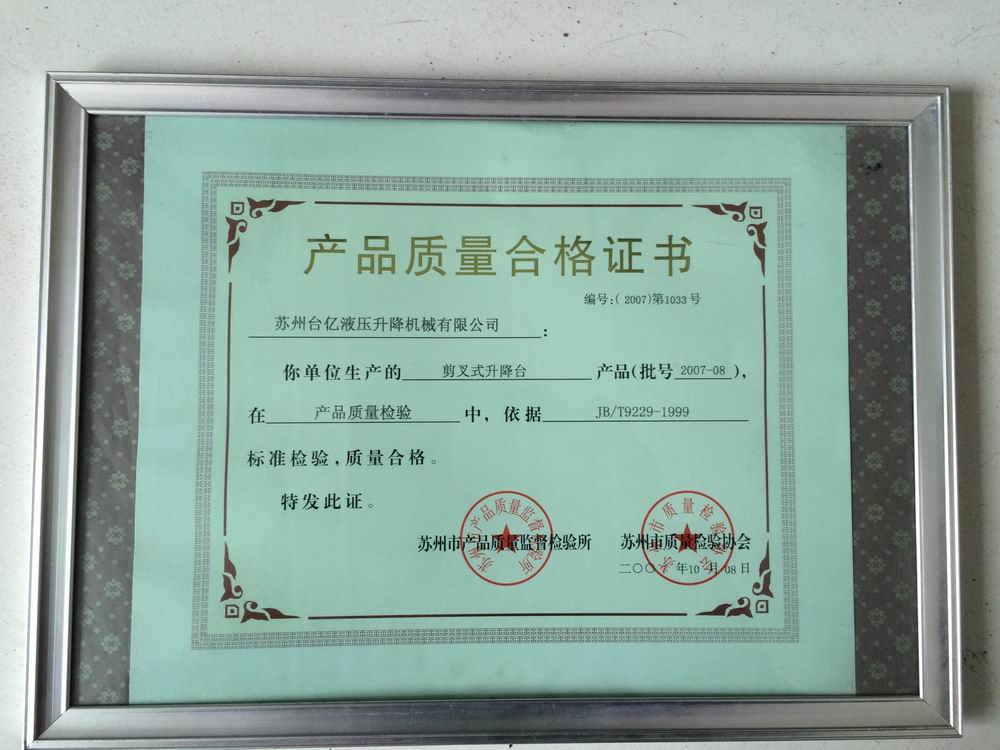 产品质量合格证书
编号:( 2007)第1033号
苏州台亿液压升降机械有限公司 :
你单位生产的 剪叉式升降台 产品(批号 2007-08 ),
在 产品质量检验 中, 依据 JB/T9229-1999
标准检验,质量合格。
特发此证。
苏州市产品质量监督检验所 苏州市质量检验协会
二〇〇 年10月08日